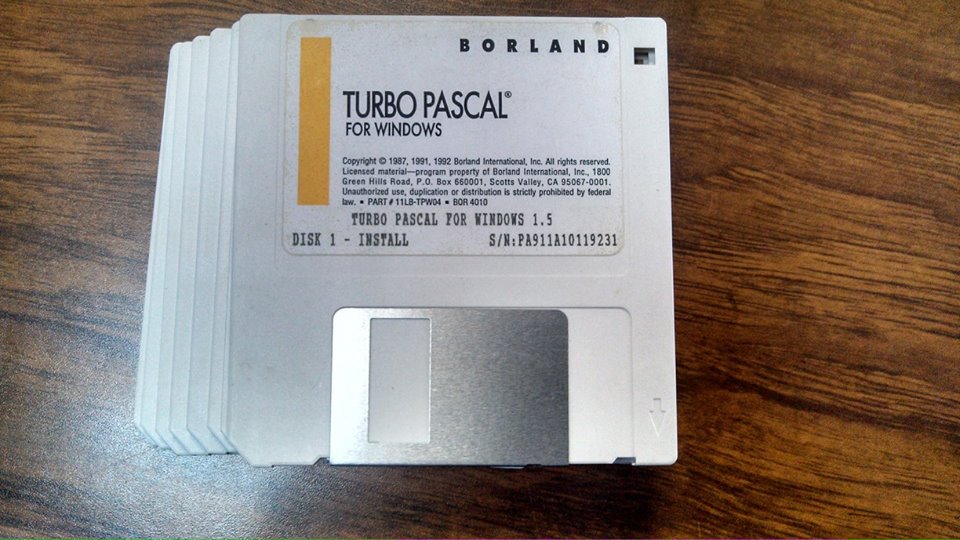 BORLAND
TURBO PASCAL®
FOR WINDOWS
Copyright © 1987, 1991, 1992 Borland International, Inc. All rights reserved.
Licensed material—program property of Borland International, Inc., 1800
Green Hills Road, P.O. Box 660001, Scotts Valley, CA 95067-0001.
Unauthorized use, duplication or distribution is strictly prohibited by federal
law. ▪ PART # 11LB-TPW04 ▪ BOR 4010
TURBO PASCAL FOR WINDOWS 1.5
DISK 1 - INSTALL S/N:PA911A10119231